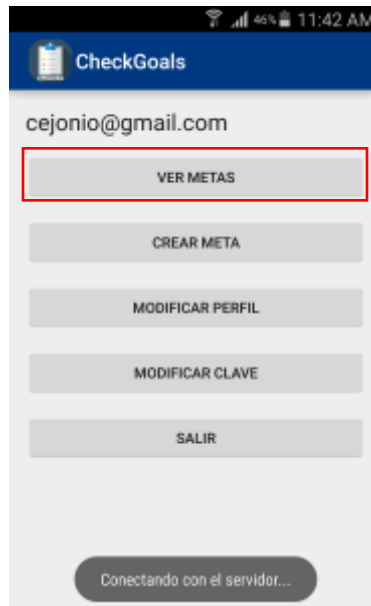 46% 11:42 AM
CheckGoals
cejonio@gmail.com
VER METAS
CREAR META
MODIFICAR PERFIL
MODIFICAR CLAVE
SALIR
Conectando con el servidor...